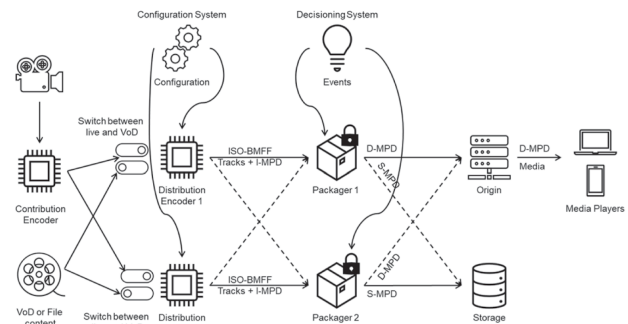 Configuration System
Decisioning System
Configuration
Events
Switch between
live and VoD
ISO-BMFF
Tracks + I-MPD
D-MPD
S-MPD
D-MPD
Media
Contribution
Encoder
Distribution
Encoder 1
Packager 1
Origin
Media Players
ISO-BMFF
Tracks + I-MPD
D-MPD
S-MPD
VoD or File
content
Switch between
Distribution
Packager 2
Storage